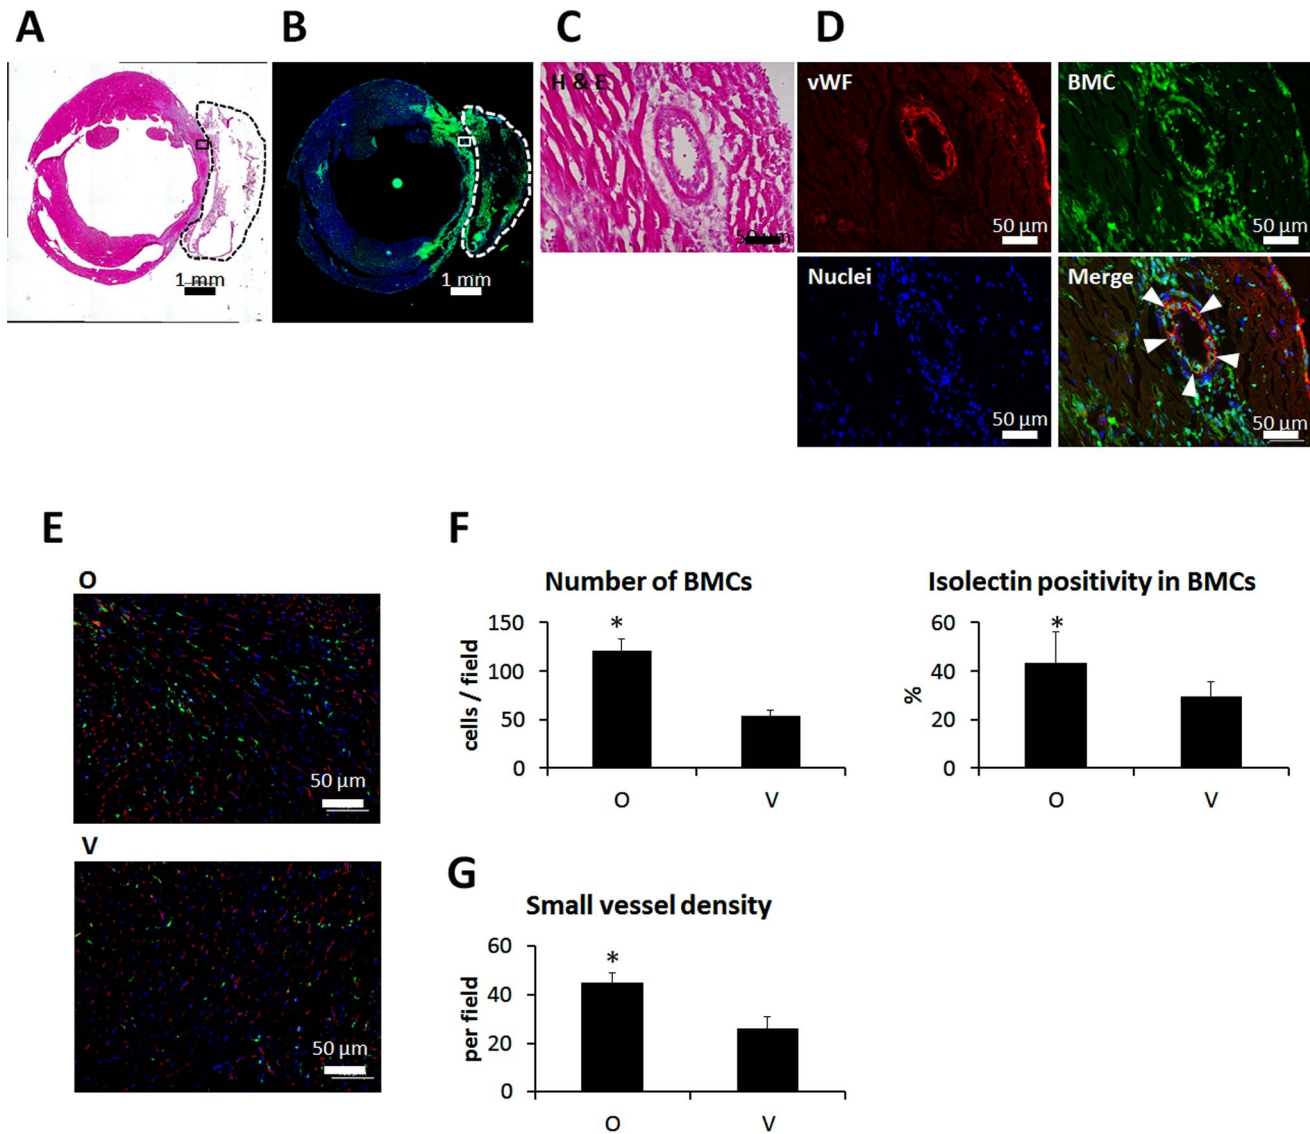 A
B
C
D
1 mm
1 mm
H & E
50 μm
vWF
50 μm
BMC
50 μm
Nuclei
50 μm
Merge
50 μm
E
O
50 μm
V
50 μm
F
Number of BMCs
cells / field
150
*
100
50
0
O
V
Isolectin positivity in BMCs
%
60
*
40
20
0
O
V
G
Small vessel density
per field
60
*
40
20
0
O
V